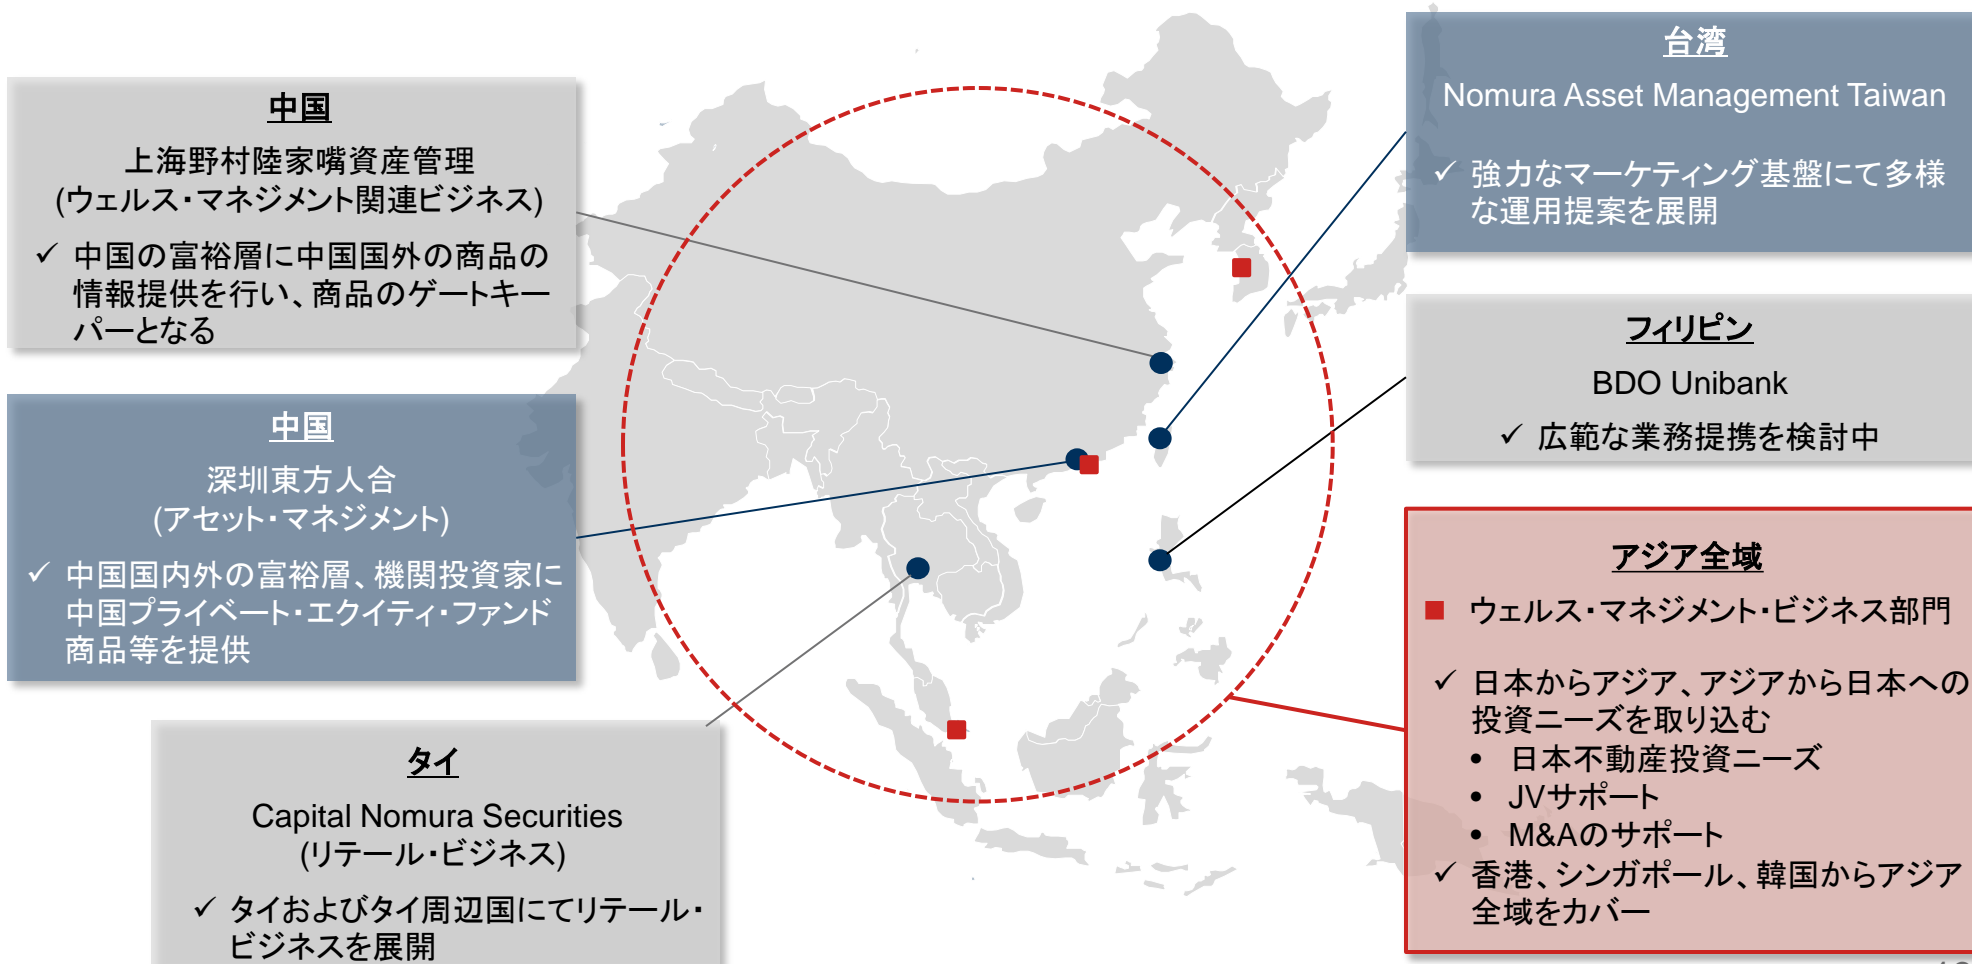 中国
上海野村陸家嘴資産管理
(ウェルス・マネジメント関連ビジネス)
✓ 中国の富裕層に中国国外の商品の
情報提供を行い、商品のゲートキー
パーとなる
中国
深圳東方人合
(アセット・マネジメント)
✓ 中国国内外の富裕層、機関投資家に
中国プライベート・エクイティ・ファンド
商品等を提供
タイ
Capital Nomura Securities
(リテール・ビジネス)
✓ タイおよびタイ周辺国にてリテール・
ビジネスを展開
台湾
Nomura Asset Management Taiwan
✓ 強力なマーケティング基盤にて多様
な運用提案を展開
フィリピン
BDO Unibank
✓ 広範な業務提携を検討中
アジア全域
■ ウェルス・マネジメント・ビジネス部門
✓ 日本からアジア、アジアから日本への
投資ニーズを取り込む
• 日本不動産投資ニーズ
• JVサポート
• M&Aのサポート
✓ 香港、シンガポール、韓国からアジア
全域をカバー